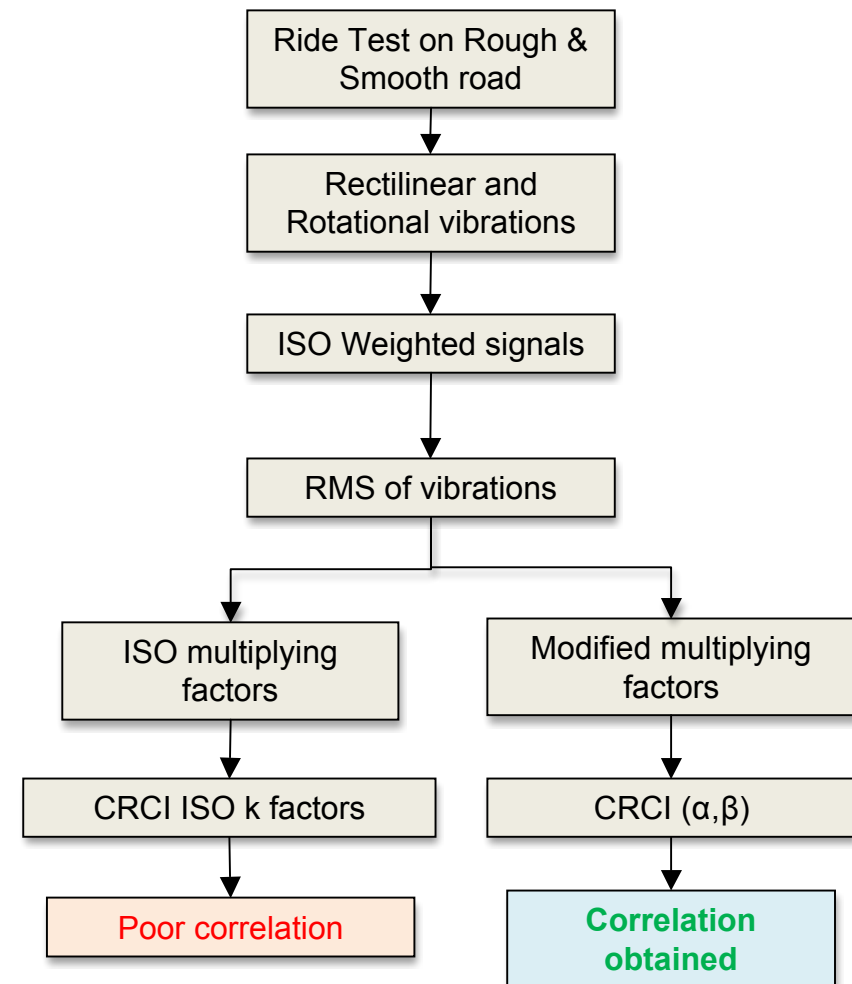 Ride Test on Rough &
Smooth road
Rectilinear and
Rotational vibrations
ISO Weighted signals
RMS of vibrations
ISO multiplying
factors
Modified multiplying
factors
CRCI ISO k factors
CRCI (α,β)
Poor correlation
Correlation
obtained